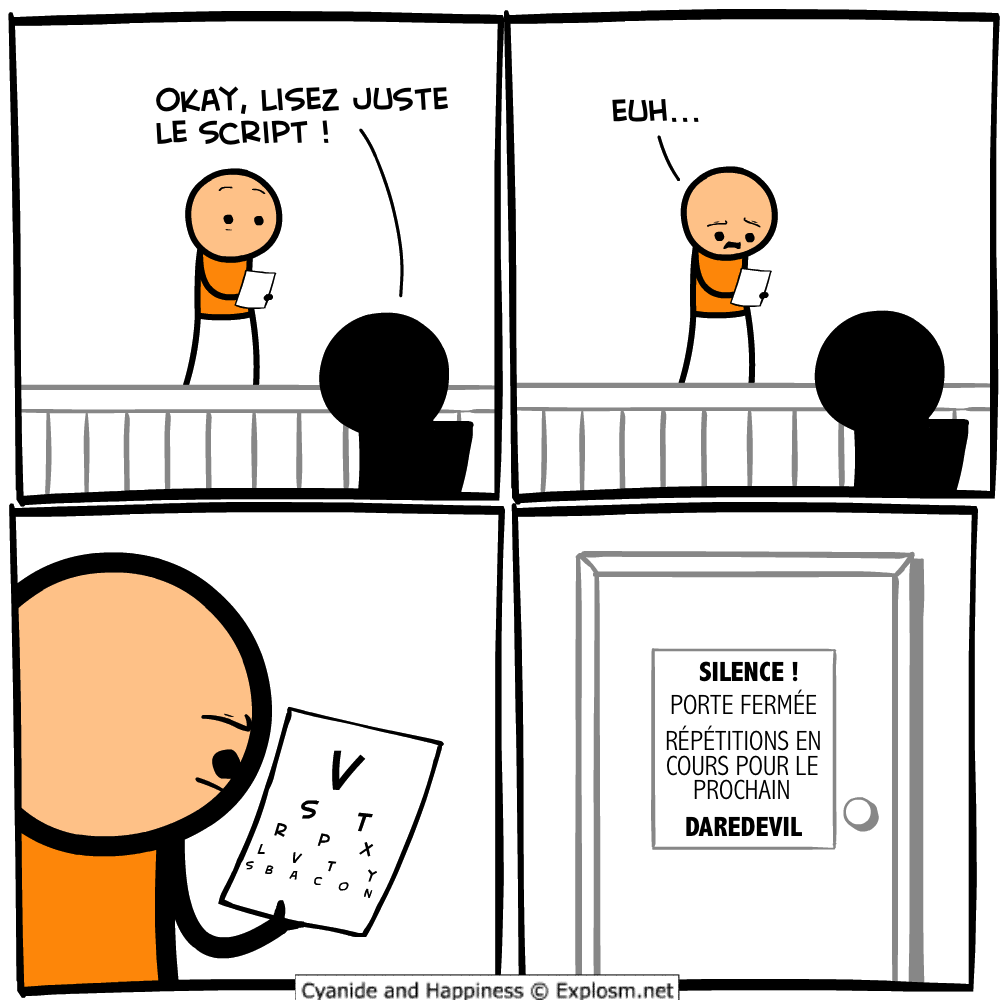 OKAY, LISEZ JUSTE
LE SCRIPT !
EUH...
V
S T
R P X
L V T Y
S B A C O N
SILENCE !
PORTE FERMÉE
RÉPÉTITIONS EN
COURS POUR LE
PROCHAIN
DAREDEVIL
Cyanide and Happiness © Explosm.net